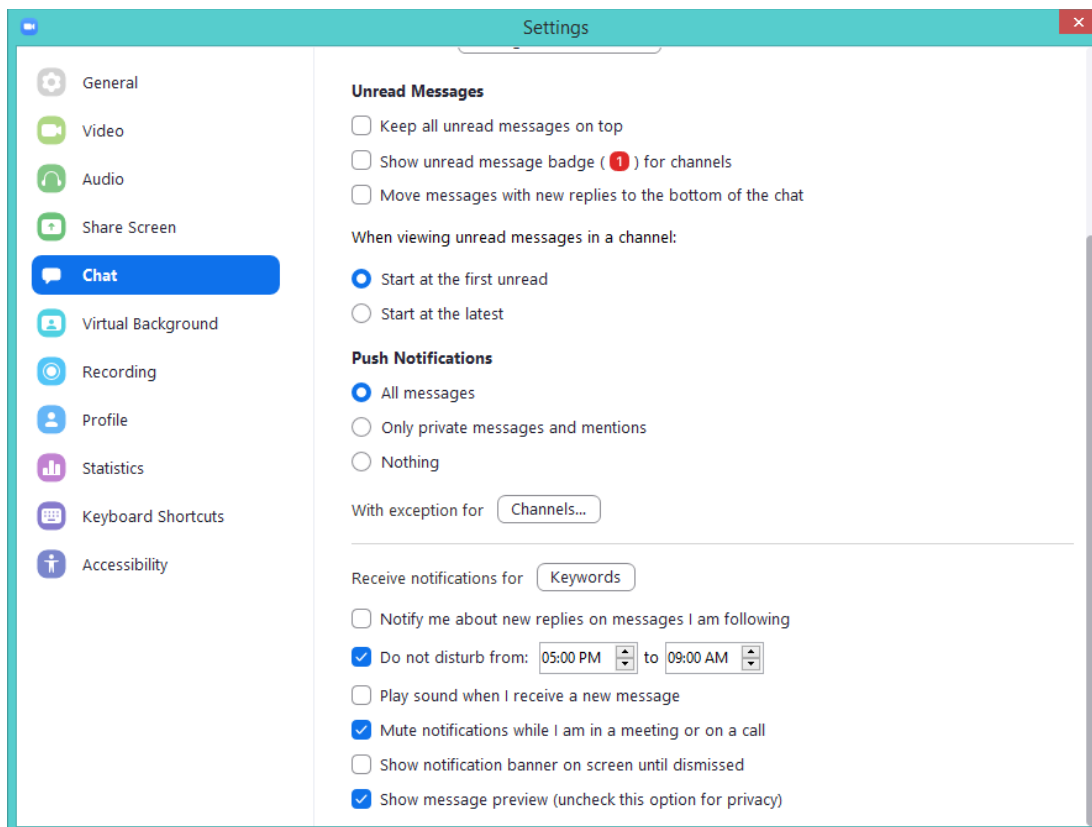 Settings
General
Video
Audio
Share Screen
Chat
Virtual Background
Recording
Profile
Statistics
Keyboard Shortcuts
Accessibility
Unread Messages
Keep all unread messages on top
Show unread message badge ( 1 ) for channels
Move messages with new replies to the bottom of the chat
When viewing unread messages in a channel:
Start at the first unread
Start at the latest
Push Notifications
All messages
Only private messages and mentions
Nothing
With exception for Channels...
Receive notifications for Keywords
Notify me about new replies on messages I am following
Do not disturb from: 05:00 PM to 09:00 AM
Play sound when I receive a new message
Mute notifications while I am in a meeting or on a call
Show notification banner on screen until dismissed
Show message preview (uncheck this option for privacy)